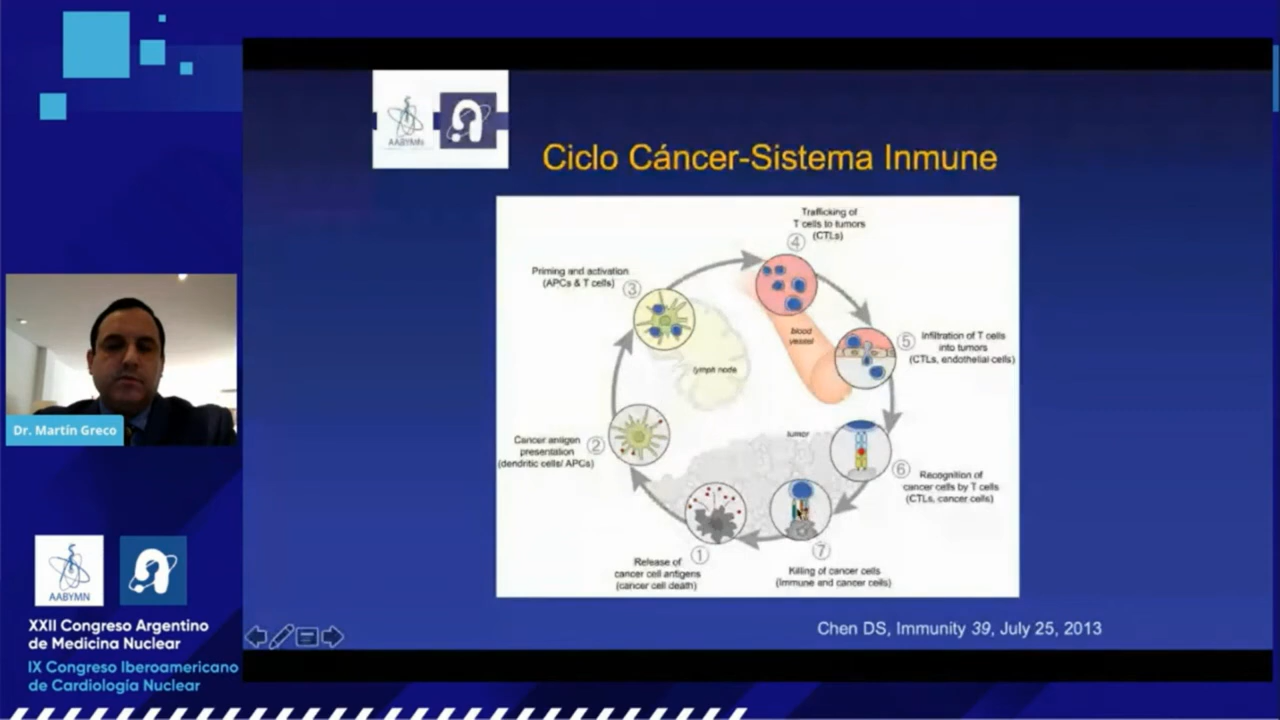 AABYMN
Ciclo Cáncer-Sistema Inmune
Trafficking of
T cells to tumors
(CTLs)
4
Priming and activation
(APCs & T cells)
3
blood
vessel
5
Infiltration of T cells
into tumors
(CTLs, endothelial cells)
lymph node
Cancer antigen
presentation
(dendritic cells/ APCs)
2
tumor
6
Recognition of
cancer cells by T cells
(CTLs, cancer cells)
1
Release of
cancer cell antigens
(cancer cell death)
7
Killing of cancer cells
(Immune and cancer cells)
Chen DS, Immunity 39, July 25, 2013
Dr. Martín Greco
AABYMN
XXII Congreso Argentino
de Medicina Nuclear
IX Congreso Iberoamericano
de Cardiología Nuclear